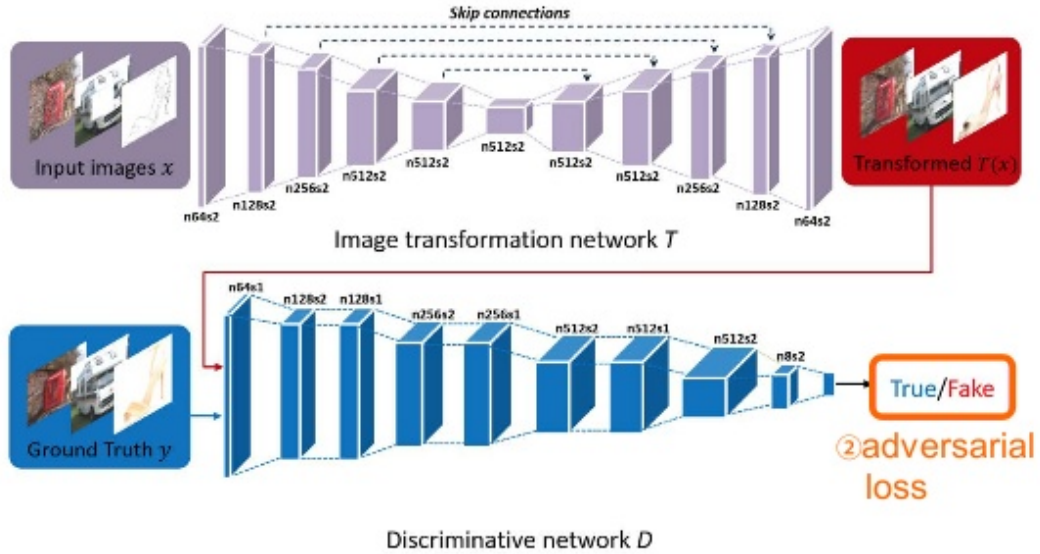 Skip connections
Input images x
n64s2
n128s2
n256s2
n512s2
n512s2
n512s2
n512s2
n512s2
n256s2
n128s2
n64s2
Transformed T(x)
Image transformation network T
n64s1
n128s2
n128s1
n256s2
n256s1
n512s2
n512s1
n512s2
n8s2
Ground Truth y
True/Fake
②adversarial
loss
Discriminative network D